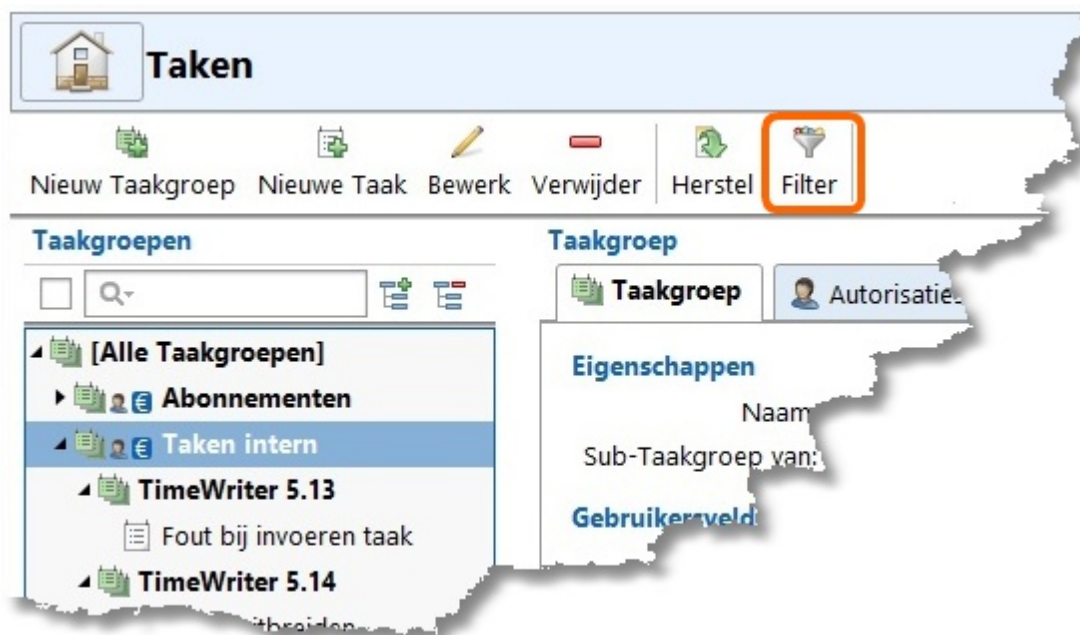 Taken
Nieuw Taakgroep Nieuwe Taak Bewerk Verwijder Herstel Filter
Taakgroepen
[Alle Taakgroepen]
Abonnementen
Taken intern
TimeWriter 5.13
Fout bij invoeren taak
TimeWriter 5.14
Taakgroep
Taakgroep Autorisaties
Eigenschappen
Naam
Sub-Taakgroep van: